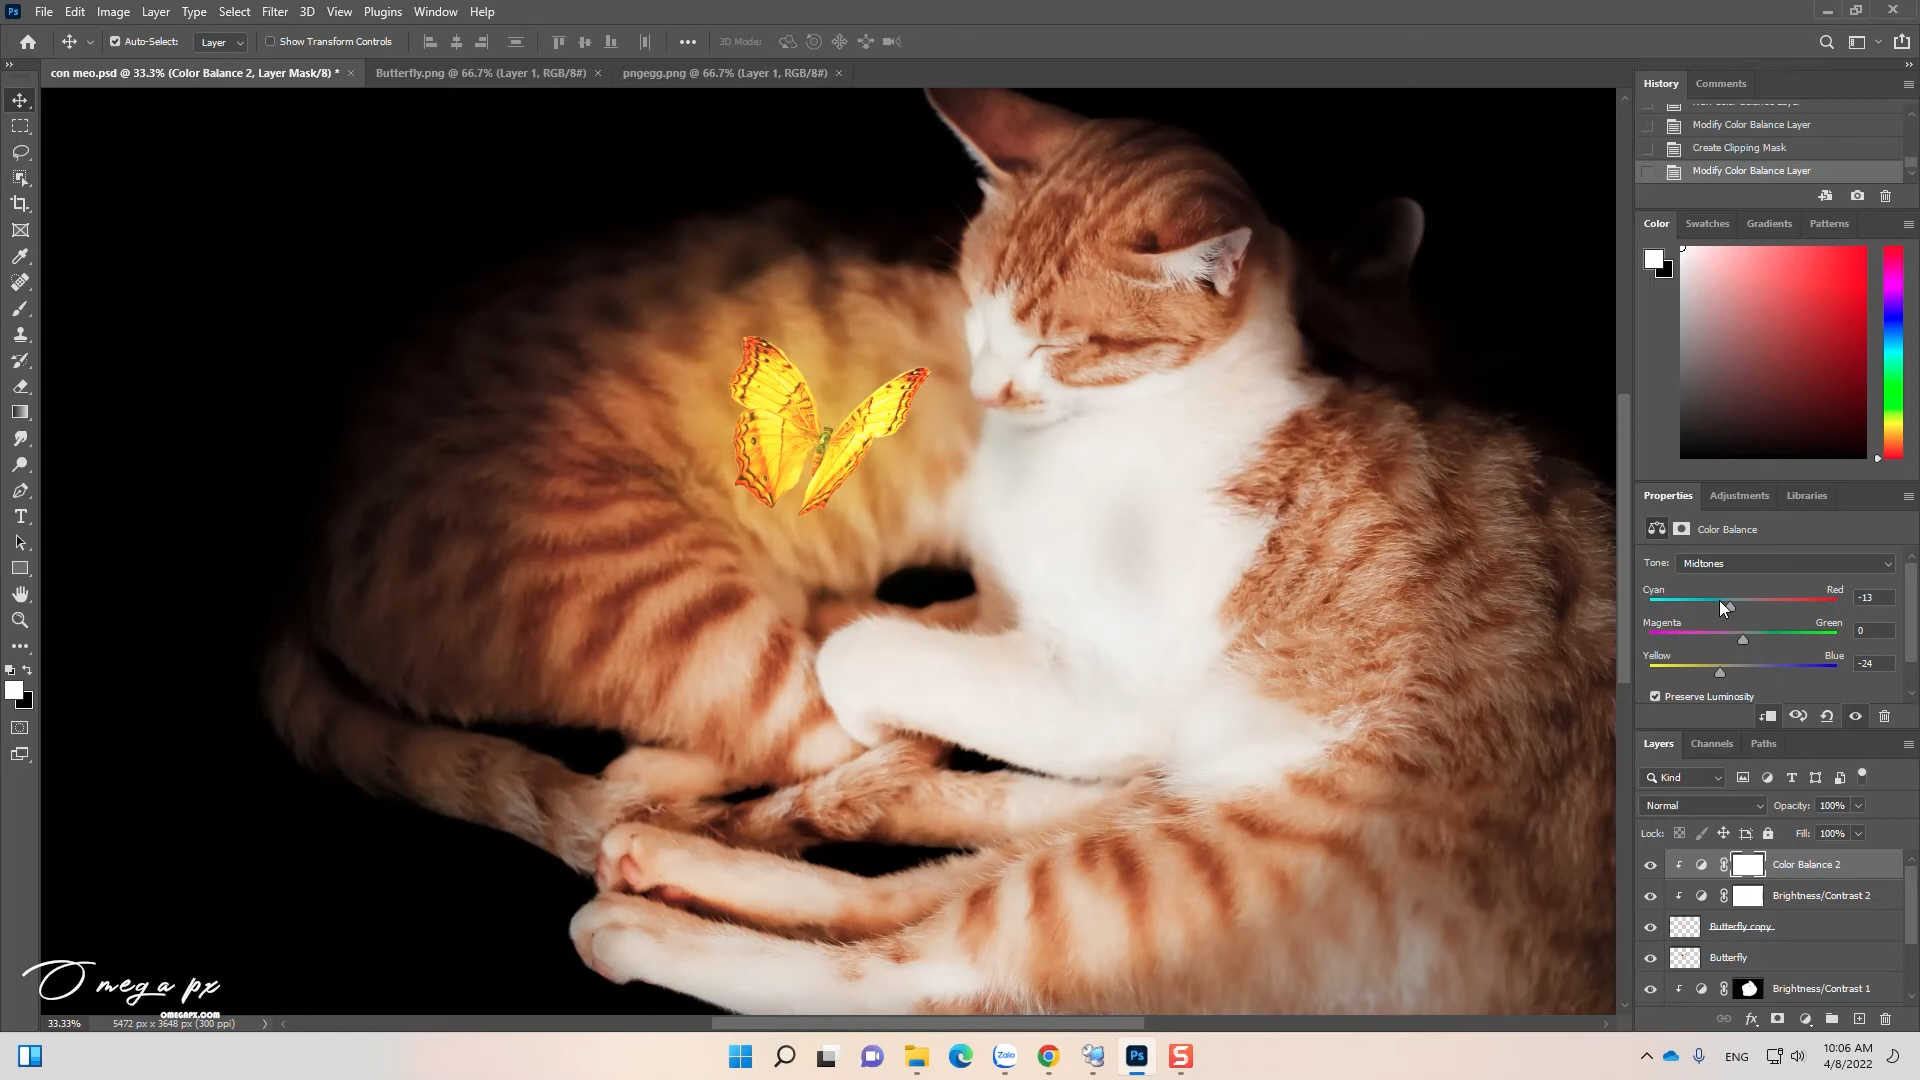 Ps File Edit Image Layer Type Select Filter 3D View Plugins Window Help
Auto-Select: Layer Show Transform Controls 3D Mode:
con meo.psd @ 33.3% (Color Balance 2, Layer Mask/8) * Butterfly.png @ 66.7% (Layer 1, RGB/8#) pngegg.png @ 66.7% (Layer 1, RGB/8#)
History Comments
Modify Color Balance Layer
Create Clipping Mask
Modify Color Balance Layer
Color Swatches Gradients Patterns
Properties Adjustments Libraries
Color Balance
Tone: Midtones
Cyan Red -13
Magenta Green 0
Yellow Blue -24
Preserve Luminosity
Layers Channels Paths
Kind
Normal Opacity: 100%
Lock: Fill: 100%
Color Balance 2
Brightness/Contrast 2
Butterfly copy
Butterfly
Brightness/Contrast 1
Omega px
OMEGAPX.COM
33.33% 5472 px x 3648 px (300 ppi)
Zalo Ps S ENG 10:06 AM
4/8/2022